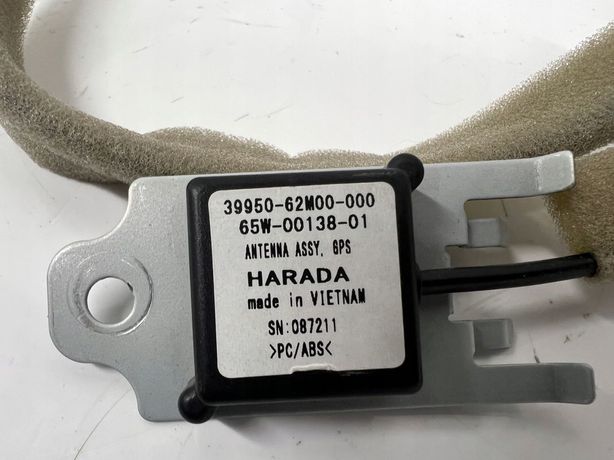 39950-62M00-000
65W-00138-01
ANTENNA ASSY, GPS
HARADA
made in VIETNAM
SN:087211
>PC/ABS<